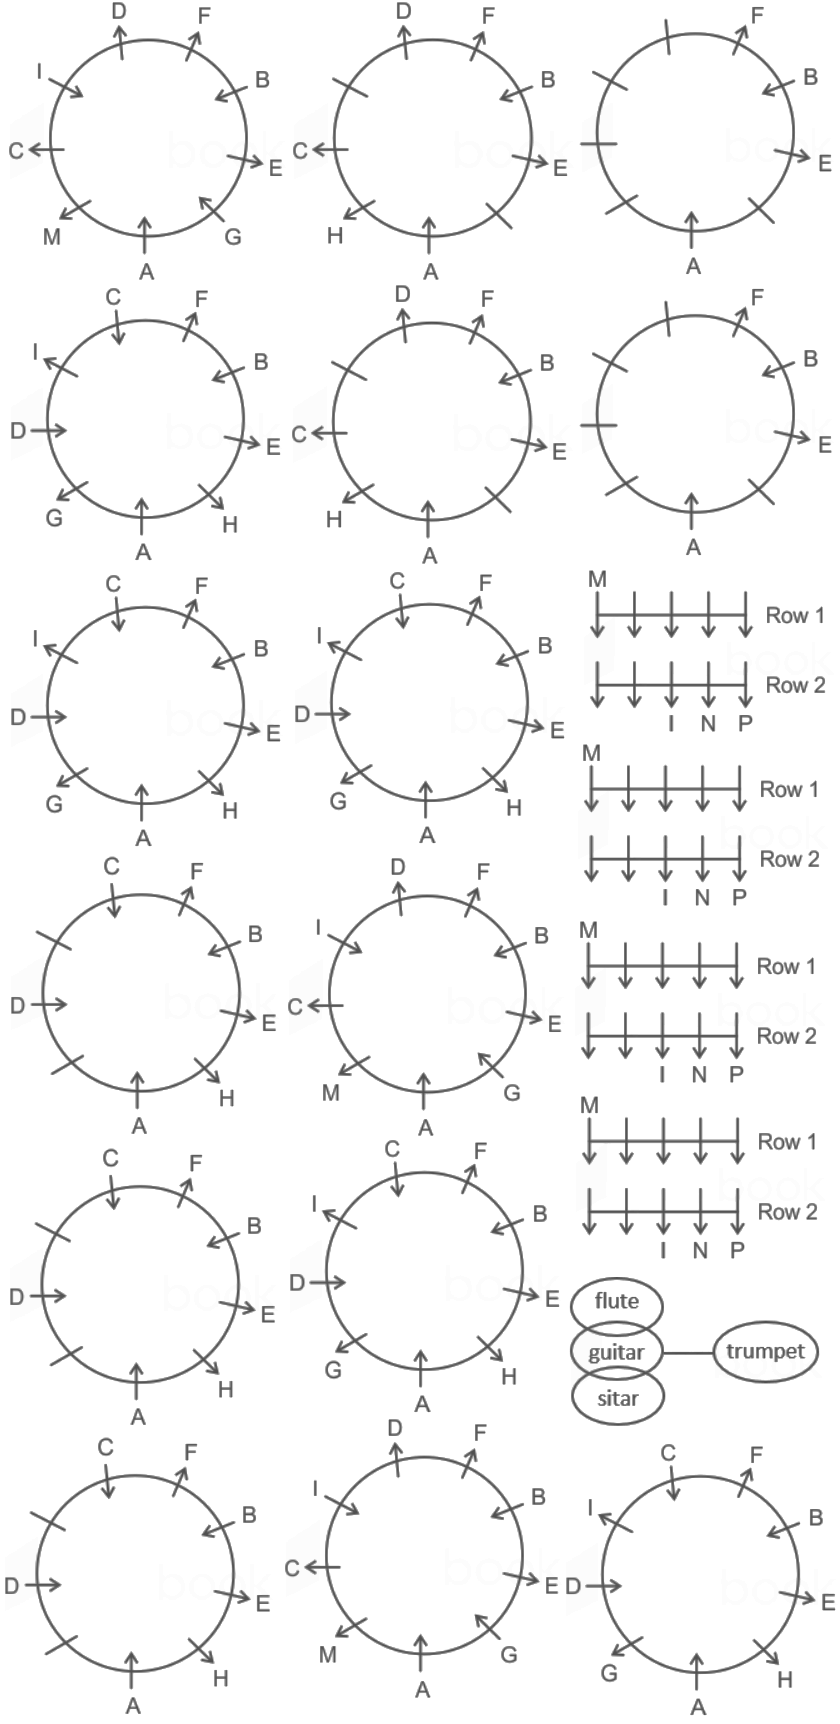 D F D F F
I B B B
C E C E E
M G H
A A A
C F D F F
I B B B
D E C E E
G H H
A A A
C F C F M
I B I B Row 1
D E D E Row 2
G H G H I N P
A A M
Row 1
C F D F Row 2
B I B I N P
D E C E M
H M G Row 1
A A Row 2
I N P
M
Row 1
C F C F Row 2
B I B I N P
D E D E flute
H G H guitar trumpet
A A sitar
C F D F C F
B I B I B
D E C E D E
H M G G H
A A A